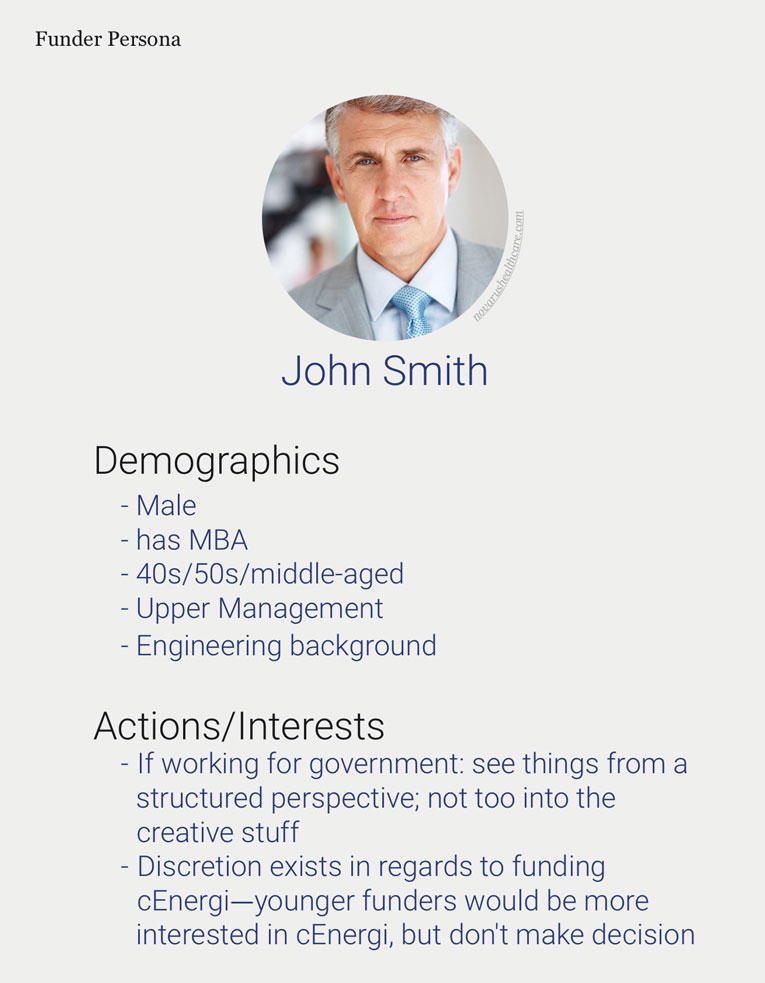 Funder Persona
novarushealthcare.com
John Smith
Demographics
- Male
- has MBA
- 40s/50s/middle-aged
- Upper Management
- Engineering background
Actions/Interests
- If working for government: see things from a
structured perspective; not too into the
creative stuff
- Discretion exists in regards to funding
cEnergi—younger funders would be more
interested in cEnergi, but don't make decision